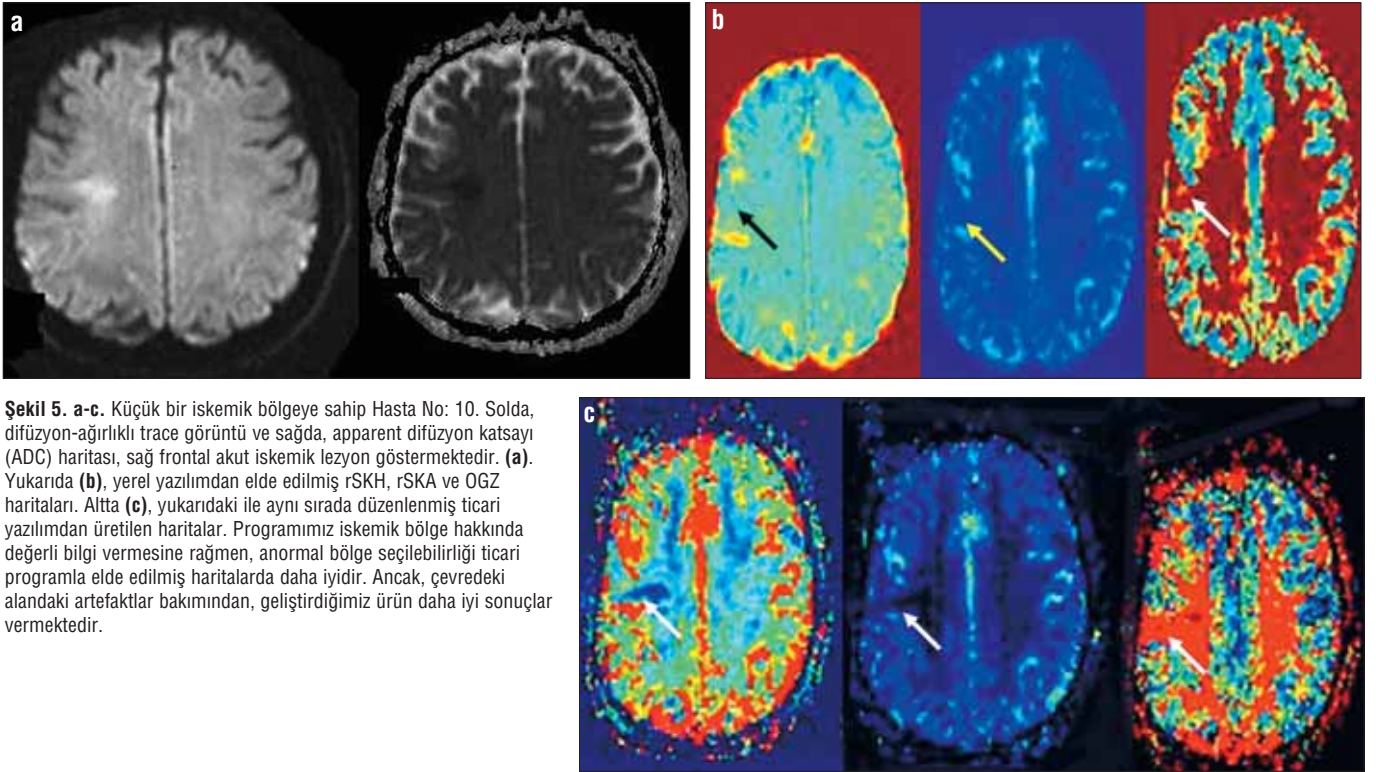 a
b
Şekil 5. a-c. Küçük bir iskemik bölgeye sahip Hasta No: 10. Solda,
difüzyon-ağırlıklı trace görüntü ve sağda, apparent difüzyon katsayı
(ADC) haritası, sağ frontal akut iskemik lezyon göstermektedir. (a).
Yukarıda (b), yerel yazılımdan elde edilmiş rSKH, rSKA ve OGZ
haritaları. Altta (c), yukarıdaki ile aynı sırada düzenlenmiş ticari
yazılımdan üretilen haritalar. Programımız iskemik bölge hakkında
değerli bilgi vermesine rağmen, anormal bölge seçilebilirliği ticari
programla elde edilmiş haritalarda daha iyidir. Ancak, çevredeki
alandaki artefaktlar bakımından, geliştirdiğimiz ürün daha iyi sonuçlar
vermektedir.
c